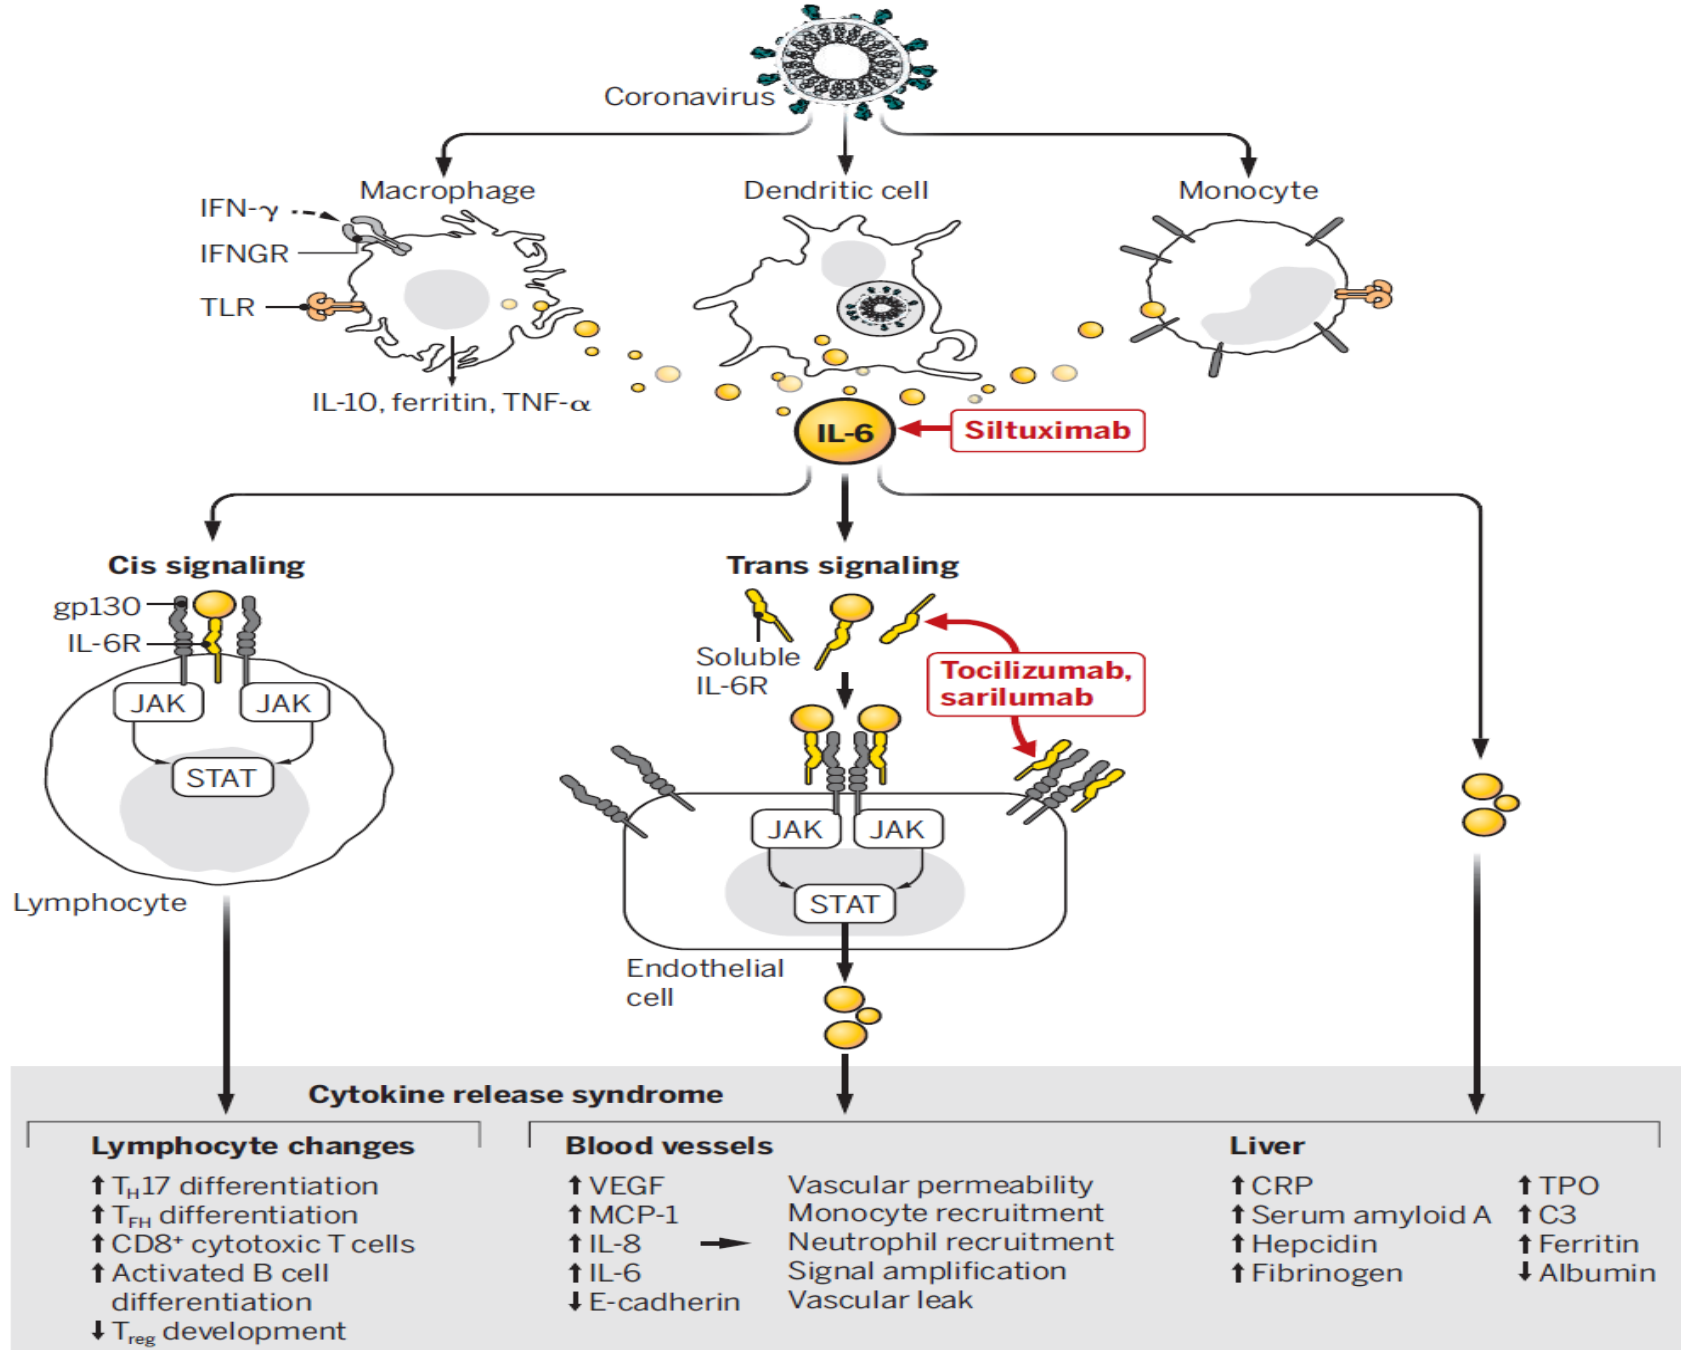 Coronavirus
Macrophage
Dendritic cell
Monocyte
IFN-γ
IFNGR
TLR
IL-10, ferritin, TNF-α
IL-6
Siltuximab
Cis signaling
Trans signaling
gp130
IL-6R
Soluble
IL-6R
Tocilizumab,
sarilumab
JAK
JAK
STAT
JAK
JAK
STAT
Lymphocyte
Endothelial
cell
Cytokine release syndrome
Lymphocyte changes
⬆ TH17 differentiation
⬆ TFH differentiation
⬆ CD8⁺ cytotoxic T cells
⬆ Activated B cell
differentiation
⬇ Treg development
Blood vessels
⬆ VEGF
⬆ MCP-1
⬆ IL-8
⬆ IL-6
⬇ E-cadherin
Vascular permeability
Monocyte recruitment
Neutrophil recruitment
Signal amplification
Vascular leak
Liver
⬆ CRP
⬆ Serum amyloid A
⬆ Hepcidin
⬆ Fibrinogen
⬆ TPO
⬆ C3
⬆ Ferritin
⬇ Albumin